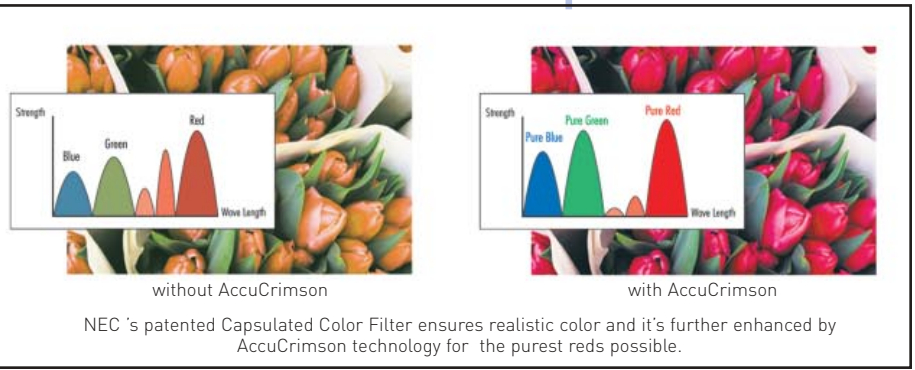 Strength
Blue
Green
Red
Wave Length
Strength
Pure Blue
Pure Green
Pure Red
Wave Length
without AccuCrimson
with AccuCrimson
NEC 's patented Capsulated Color Filter ensures realistic color and it's further enhanced by
AccuCrimson technology for the purest reds possible.